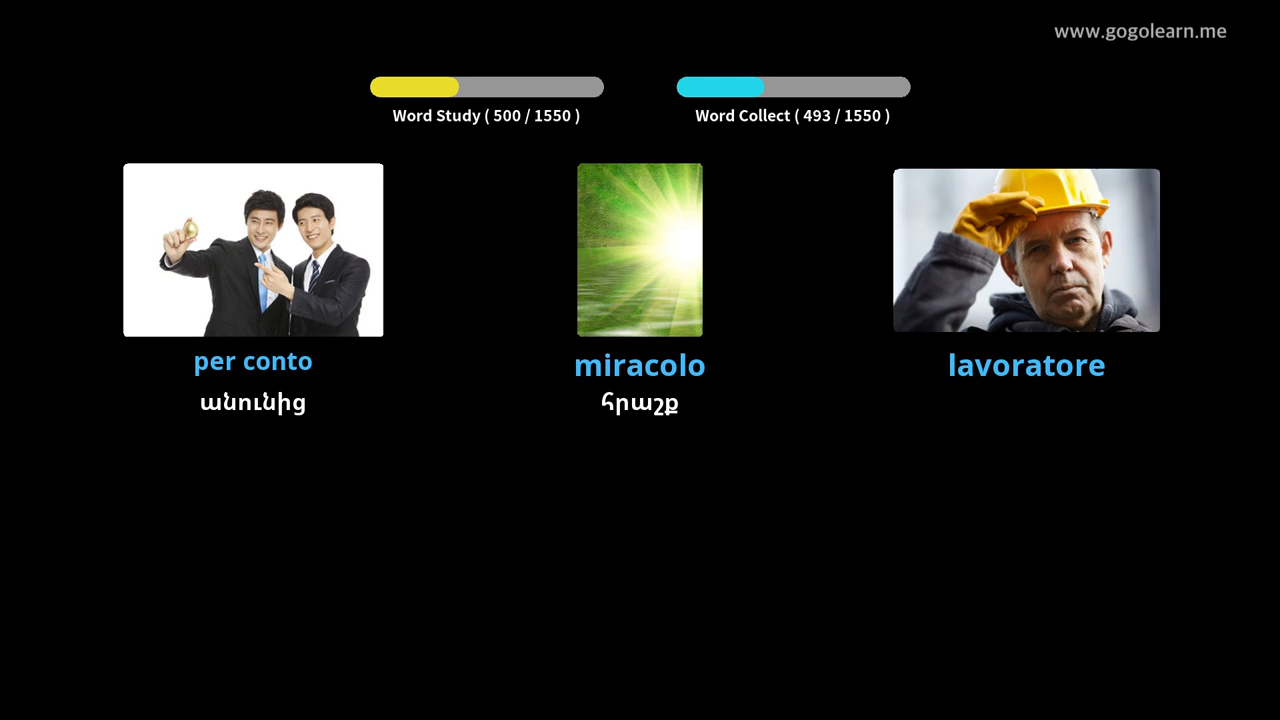 www.gogolearn.me
Word Study ( 500 / 1550 )
Word Collect ( 493 / 1550 )
per conto
անունից
miracolo
հրաշք
lavoratore